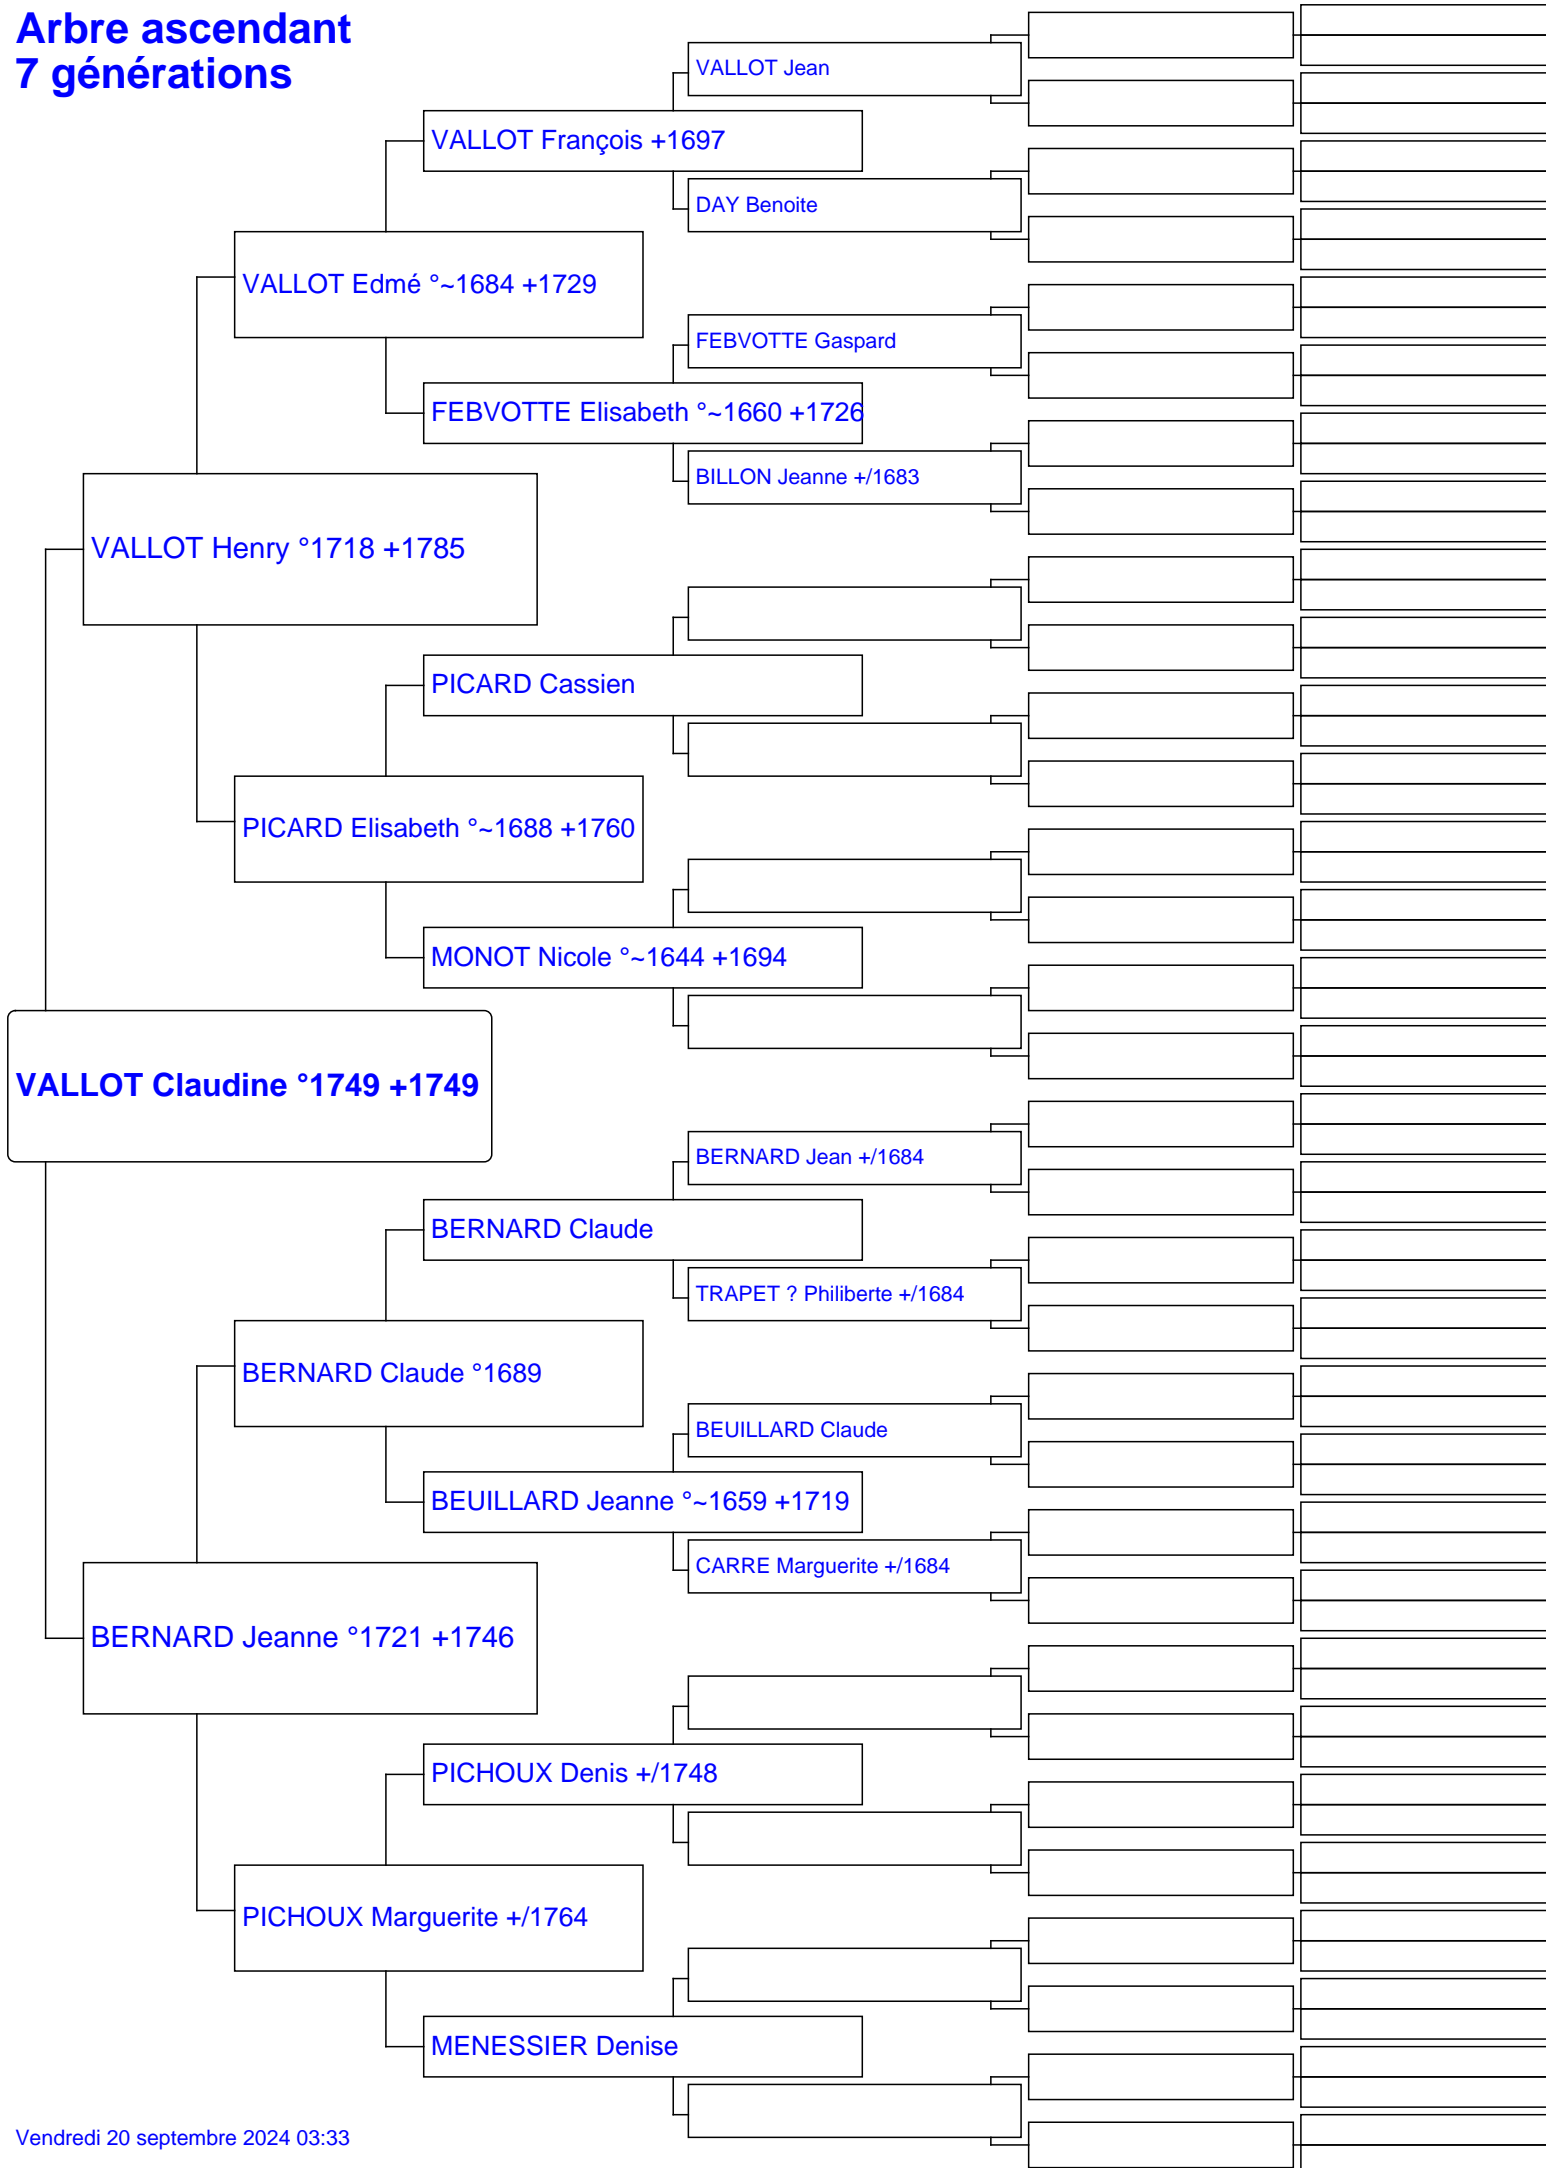 Arbre ascendant
7 générations
VALLOT Jean
VALLOT François +1697
DAY Benoite
VALLOT Edmé °~1684 +1729
FEBVOTTE Gaspard
FEBVOTTE Elisabeth °~1660 +1726
BILLON Jeanne +/1683
VALLOT Henry °1718 +1785
PICARD Cassien
PICARD Elisabeth °~1688 +1760
MONOT Nicole °~1644 +1694
VALLOT Claudine °1749 +1749
BERNARD Jean +/1684
BERNARD Claude
TRAPET ? Philiberte +/1684
BERNARD Claude °1689
BEUILLARD Claude
BEUILLARD Jeanne °~1659 +1719
CARRE Marguerite +/1684
BERNARD Jeanne °1721 +1746
PICHOUX Denis +/1748
PICHOUX Marguerite +/1764
MENESSIER Denise
Vendredi 20 septembre 2024 03:33